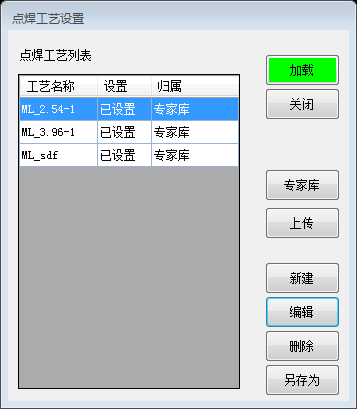 点焊工艺设置
点焊工艺列表
工艺名称 设置 归属
ML_2.54-1 已设置 专家库
ML_3.96-1 已设置 专家库
ML_sdf 已设置 专家库
加载
关闭
专家库
上传
新建
编辑
删除
另存为